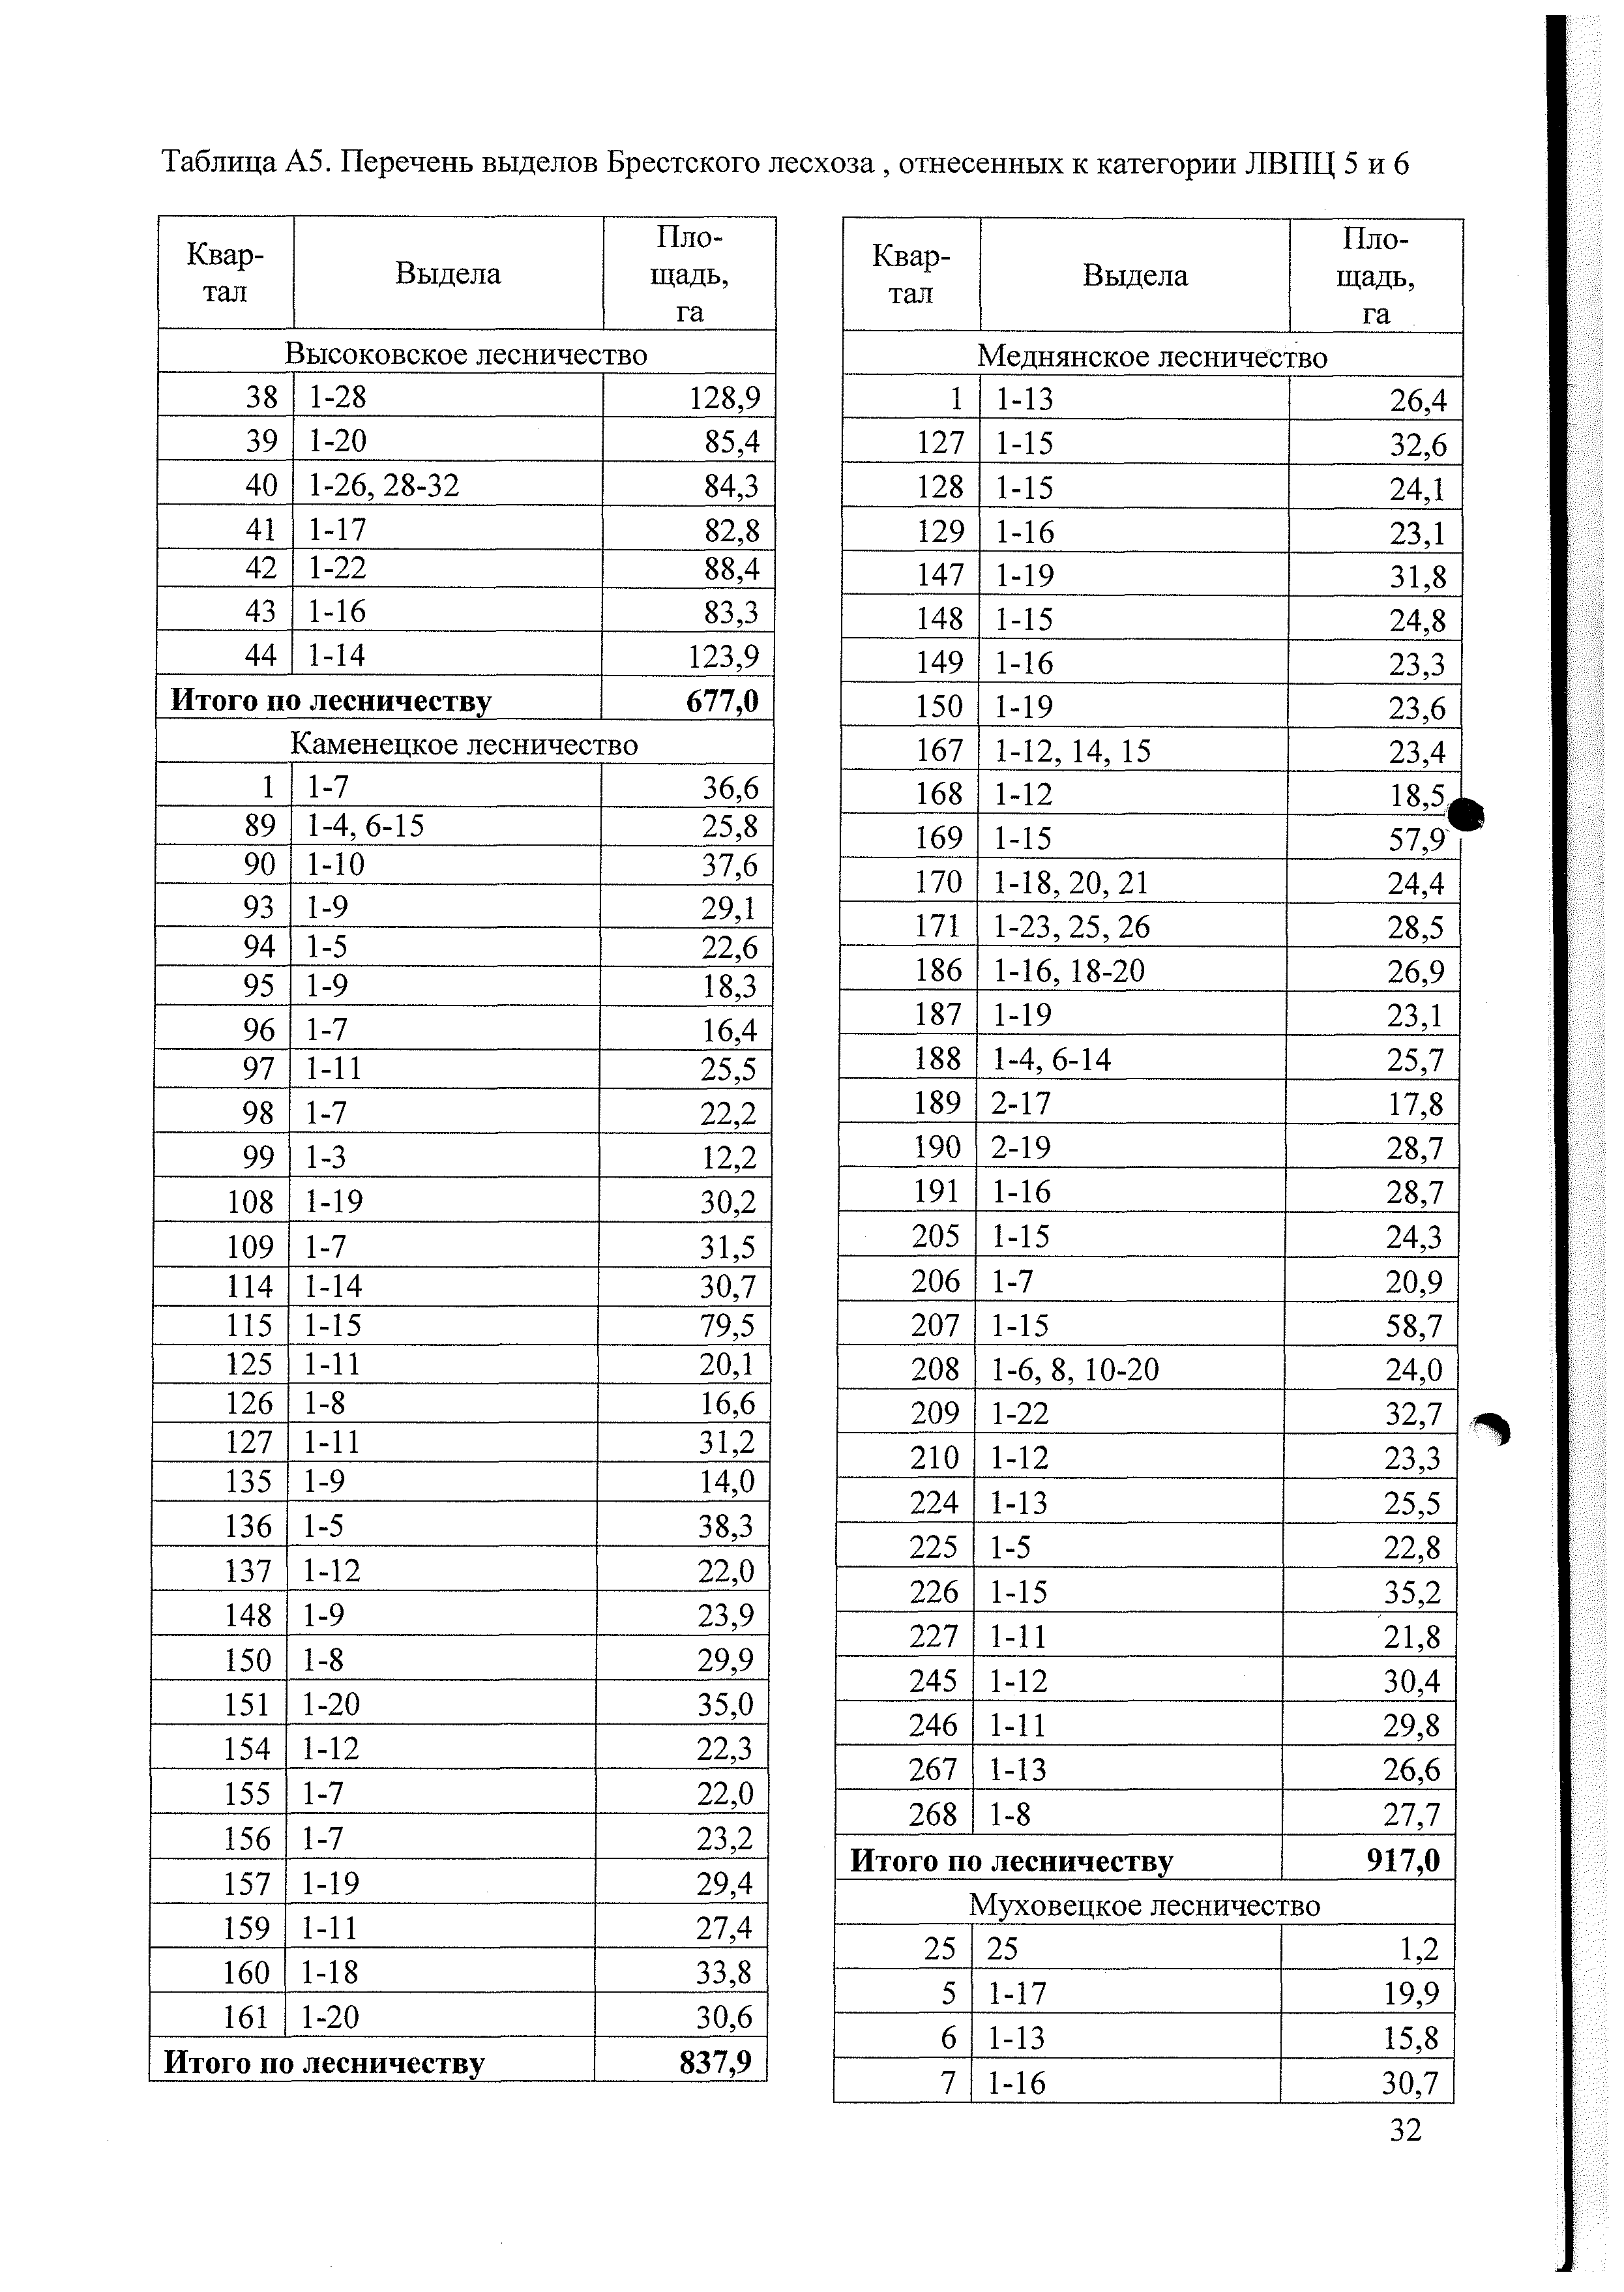 Таблица А5. Перечень выделов Брестского лесхоза , отнесенных к категории ЛВПЦ 5 и 6
Квар-
тал
Выдела
Пло-
щадь,
га
Высоковское лесничество
38 1-28 128,9
39 1-20 85,4
40 1-26, 28-32 84,3
41 1-17 82,8
42 1-22 88,4
43 1-16 83,3
44 1-14 123,9
Итого по лесничеству 677,0
Каменецкое лесничество
1 1-7 36,6
89 1-4, 6-15 25,8
90 1-10 37,6
93 1-9 29,1
94 1-5 22,6
95 1-9 18,3
96 1-7 16,4
97 1-11 25,5
98 1-7 22,2
99 1-3 12,2
108 1-19 30,2
109 1-7 31,5
114 1-14 30,7
115 1-15 79,5
125 1-11 20,1
126 1-8 16,6
127 1-11 31,2
135 1-9 14,0
136 1-5 38,3
137 1-12 22,0
148 1-9 23,9
150 1-8 29,9
151 1-20 35,0
154 1-12 22,3
155 1-7 22,0
156 1-7 23,2
157 1-19 29,4
159 1-11 27,4
160 1-18 33,8
161 1-20 30,6
Итого по лесничеству 837,9
Квар-
тал
Выдела
Пло-
щадь,
га
Меднянское лесничество
1 1-13 26,4
127 1-15 32,6
128 1-15 24,1
129 1-16 23,1
147 1-19 31,8
148 1-15 24,8
149 1-16 23,3
150 1-19 23,6
167 1-12, 14, 15 23,4
168 1-12 18,5
169 1-15 57,9
170 1-18, 20, 21 24,4
171 1-23, 25, 26 28,5
186 1-16, 18-20 26,9
187 1-19 23,1
188 1-4, 6-14 25,7
189 2-17 17,8
190 2-19 28,7
191 1-16 28,7
205 1-15 24,3
206 1-7 20,9
207 1-15 58,7
208 1-6, 8, 10-20 24,0
209 1-22 32,7
210 1-12 23,3
224 1-13 25,5
225 1-5 22,8
226 1-15 35,2
227 1-11 21,8
245 1-12 30,4
246 1-11 29,8
267 1-13 26,6
268 1-8 27,7
Итого по лесничеству 917,0
Муховецкое лесничество
25 25 1,2
5 1-17 19,9
6 1-13 15,8
7 1-16 30,7
32